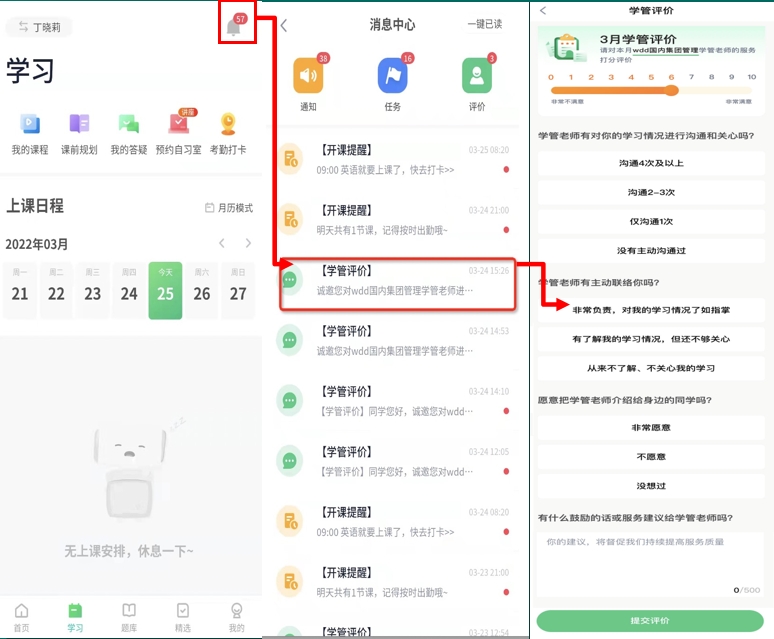 丁晓莉
57
学习
讲座
我的课程
课前规划
我的答疑
预约自习室
考勤打卡
上课日程
月历模式
2022年03月
周一
周二
周三
周四
今天
周六
周日
21
22
23
24
25
26
27
无上课安排，休息一下~
首页
学习
题库
精选
我的
消息中心
一键已读
38
16
3
通知
任务
评价
【开课提醒】
03-25 08:20
09:00 英语就要上课了，快去打卡>>
【开课提醒】
03-24 21:00
明天共有1节课，记得按时出勤哦~
【学管评价】
03-24 15:26
诚邀您对wdd国内集团管理学管老师进···
【学管评价】
03-24 14:53
诚邀您对wdd国内集团管理学管老师进···
【学管评价】
03-24 14:10
【学管评价】同学您好，诚邀您对wdd···
【学管评价】
03-24 12:05
【学管评价】同学您好，诚邀您对wdd···
【开课提醒】
03-24 08:20
09:00 英语就要上课了，快去打卡>>
【开课提醒】
03-23 21:00
明天共有1节课，记得按时出勤哦~
【学管评价】
03-23 12:54
学管评价
3月学管评价
请对本月wdd国内集团管理学管老师的服务
打分评价
0 1 2 3 4 5 6 7 8 9 10
非常不满意
非常满意
学管老师有对你的学习情况进行沟通和关心吗?
沟通4次及以上
沟通2-3次
仅沟通1次
没有主动沟通过
学管老师有主动联络你吗?
非常负责，对我的学习情况了如指掌
有了解我的学习情况，但还不够关心
从来不了解、不关心我的学习
愿意把学管老师介绍给身边的同学吗?
非常愿意
不愿意
没想过
有什么鼓励的话或服务建议给学管老师吗?
你的建议，将督促我们持续提高服务质量
0/500
提交评价